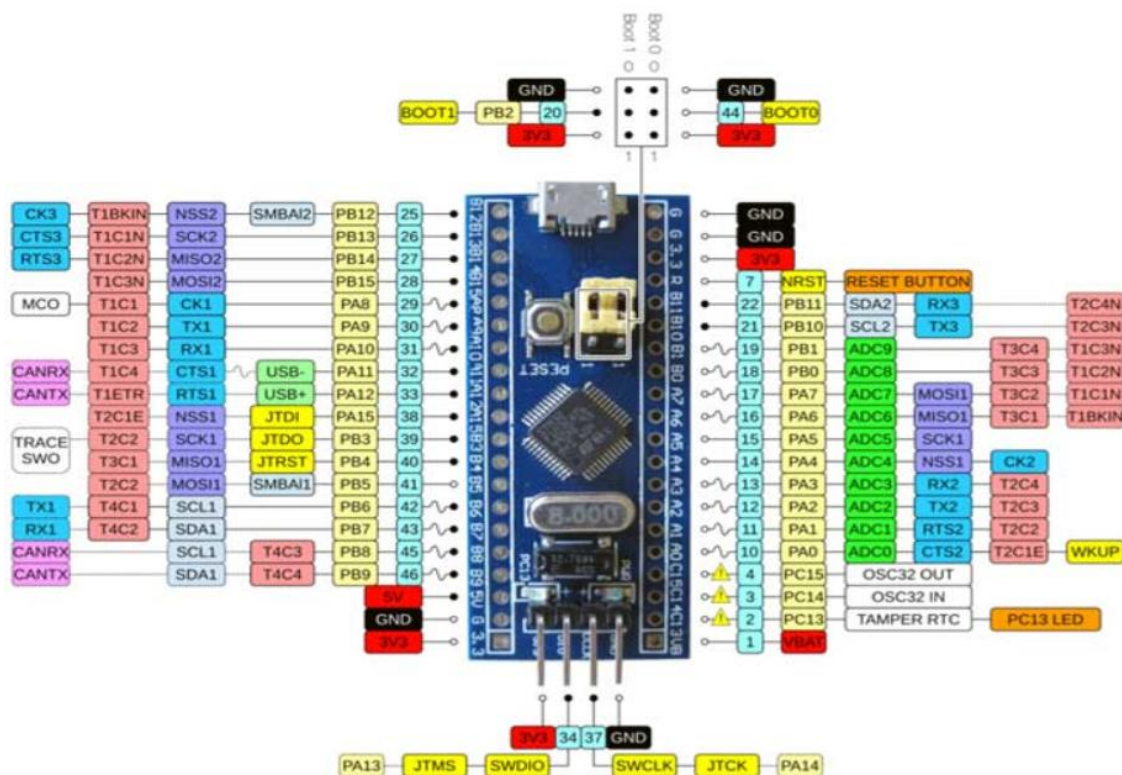 Boot 1
Boot 0
GND GND
BOOT1 PB2 20 44 BOOT0
3V3 3V3
1 1
CK3 T1BKIN NSS2 SMBAI2 PB12 25 GND
CTS3 T1C1N SCK2 PB13 26 GND
RTS3 T1C2N MISO2 PB14 27 3V3
T1C3N MOSI2 PB15 28 7 NRST RESET BUTTON
MCO T1C1 CK1 PA8 29 22 PB11 SDA2 RX3 T2C4N
T1C2 TX1 PA9 30 21 PB10 SCL2 TX3 T2C3N
T1C3 RX1 PA10 31 19 PB1 ADC9 T3C4 T1C3N
CANRX T1C4 CTS1 USB- PA11 32 18 PB0 ADC8 T3C3 T1C2N
CANTX T1ETR RTS1 USB+ PA12 33 17 PA7 ADC7 MOSI1 T3C2 T1C1N
T2C1E NSS1 JTDI PA15 38 16 PA6 ADC6 MISO1 T3C1 T1BKIN
TRACE SWO T2C2 SCK1 JTDO PB3 39 15 PA5 ADC5 SCK1
T3C1 MISO1 JTRST PB4 40 14 PA4 ADC4 NSS1 CK2
T2C2 MOSI1 SMBAI1 PB5 41 13 PA3 ADC3 RX2 T2C4
TX1 T4C1 SCL1 PB6 42 12 PA2 ADC2 TX2 T2C3
RX1 T4C2 SDA1 PB7 43 11 PA1 ADC1 RTS2 T2C2
CANRX SCL1 T4C3 PB8 45 10 PA0 ADC0 CTS2 T2C1E WKUP
CANTX SDA1 T4C4 PB9 46 4 PC15 OSC32 OUT
5V 3 PC14 OSC32 IN
GND 2 PC13 TAMPER RTC PC13 LED
3V3 1 VBAT
RESET
8.000
PC13
3V3 34 37 GND
PA13 JTMS SWDIO SWCLK JTCK PA14